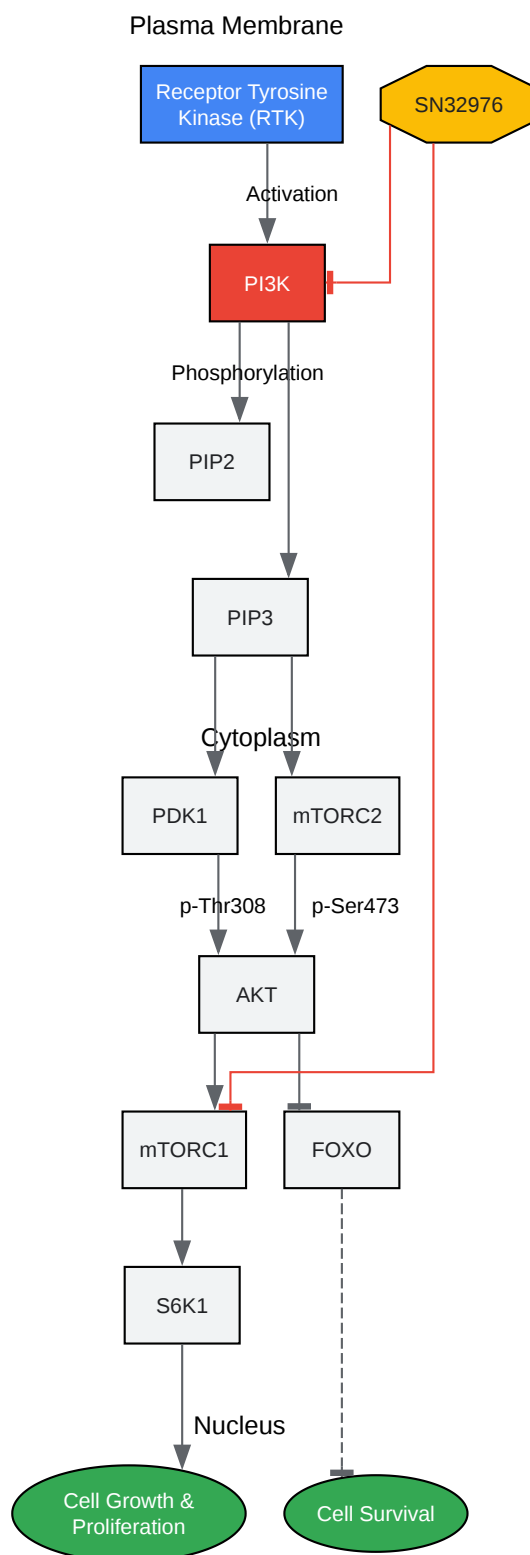 Plasma Membrane
Receptor Tyrosine
Kinase (RTK)
SN32976
Activation
PI3K
Phosphorylation
PIP2
PIP3
Cytoplasm
PDK1
mTORC2
p-Thr308
p-Ser473
AKT
mTORC1
FOXO
S6K1
Nucleus
Cell Growth &
Proliferation
Cell Survival